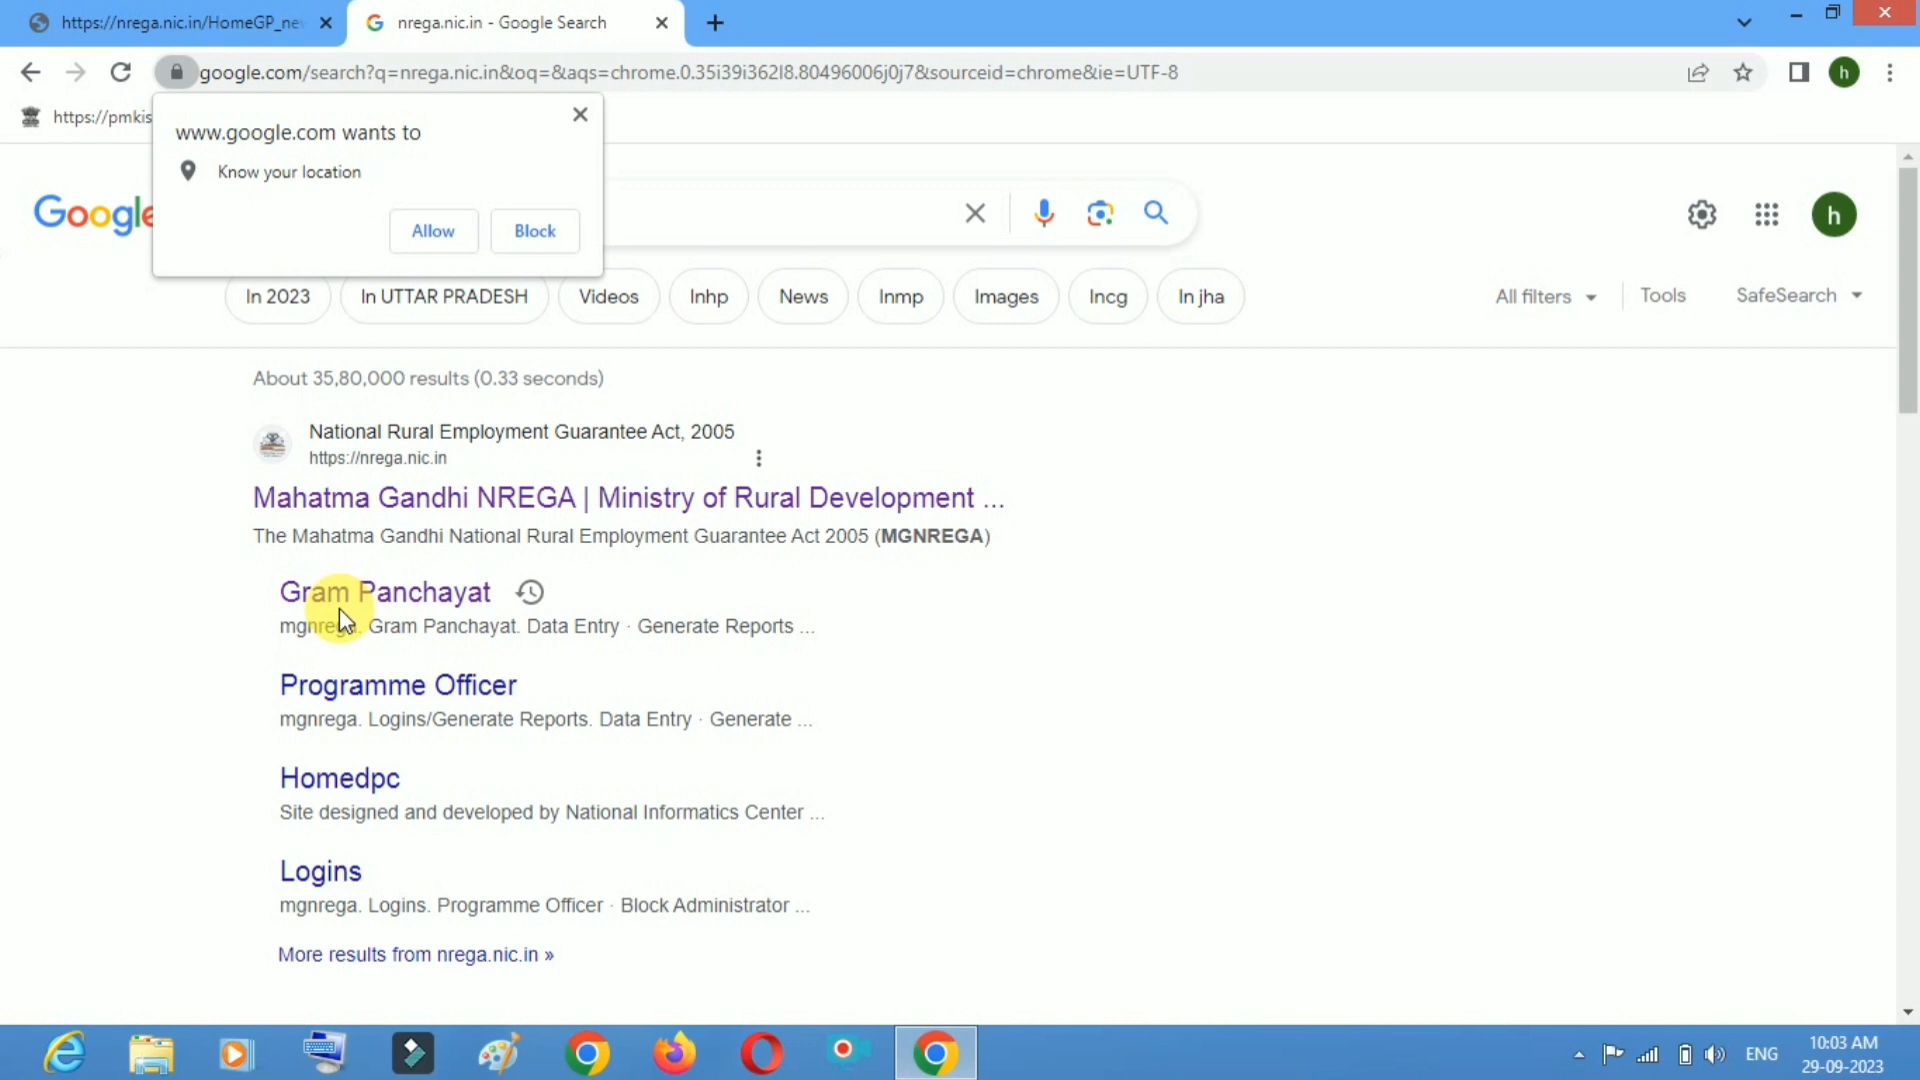 https://nrega.nic.in/HomeGP_nev
nrega.nic.in - Google Search
google.com/search?q=nrega.nic.in&oq=&aqs=chrome.0.35i39i362l8.80496006j0j7&sourceid=chrome&ie=UTF-8
h
https://pmkis
www.google.com wants to
Know your location
Allow
Block
Google
h
In 2023
In UTTAR PRADESH
Videos
Inhp
News
Inmp
Images
Incg
In jha
All filters
Tools
SafeSearch
About 35,80,000 results (0.33 seconds)
National Rural Employment Guarantee Act, 2005
https://nrega.nic.in
Mahatma Gandhi NREGA | Ministry of Rural Development ...
The Mahatma Gandhi National Rural Employment Guarantee Act 2005 (MGNREGA)
Gram Panchayat
mgnrega. Gram Panchayat. Data Entry · Generate Reports ...
Programme Officer
mgnrega. Logins/Generate Reports. Data Entry · Generate ...
Homedpc
Site designed and developed by National Informatics Center ...
Logins
mgnrega. Logins. Programme Officer · Block Administrator ...
More results from nrega.nic.in »
ENG
10:03 AM
29-09-2023